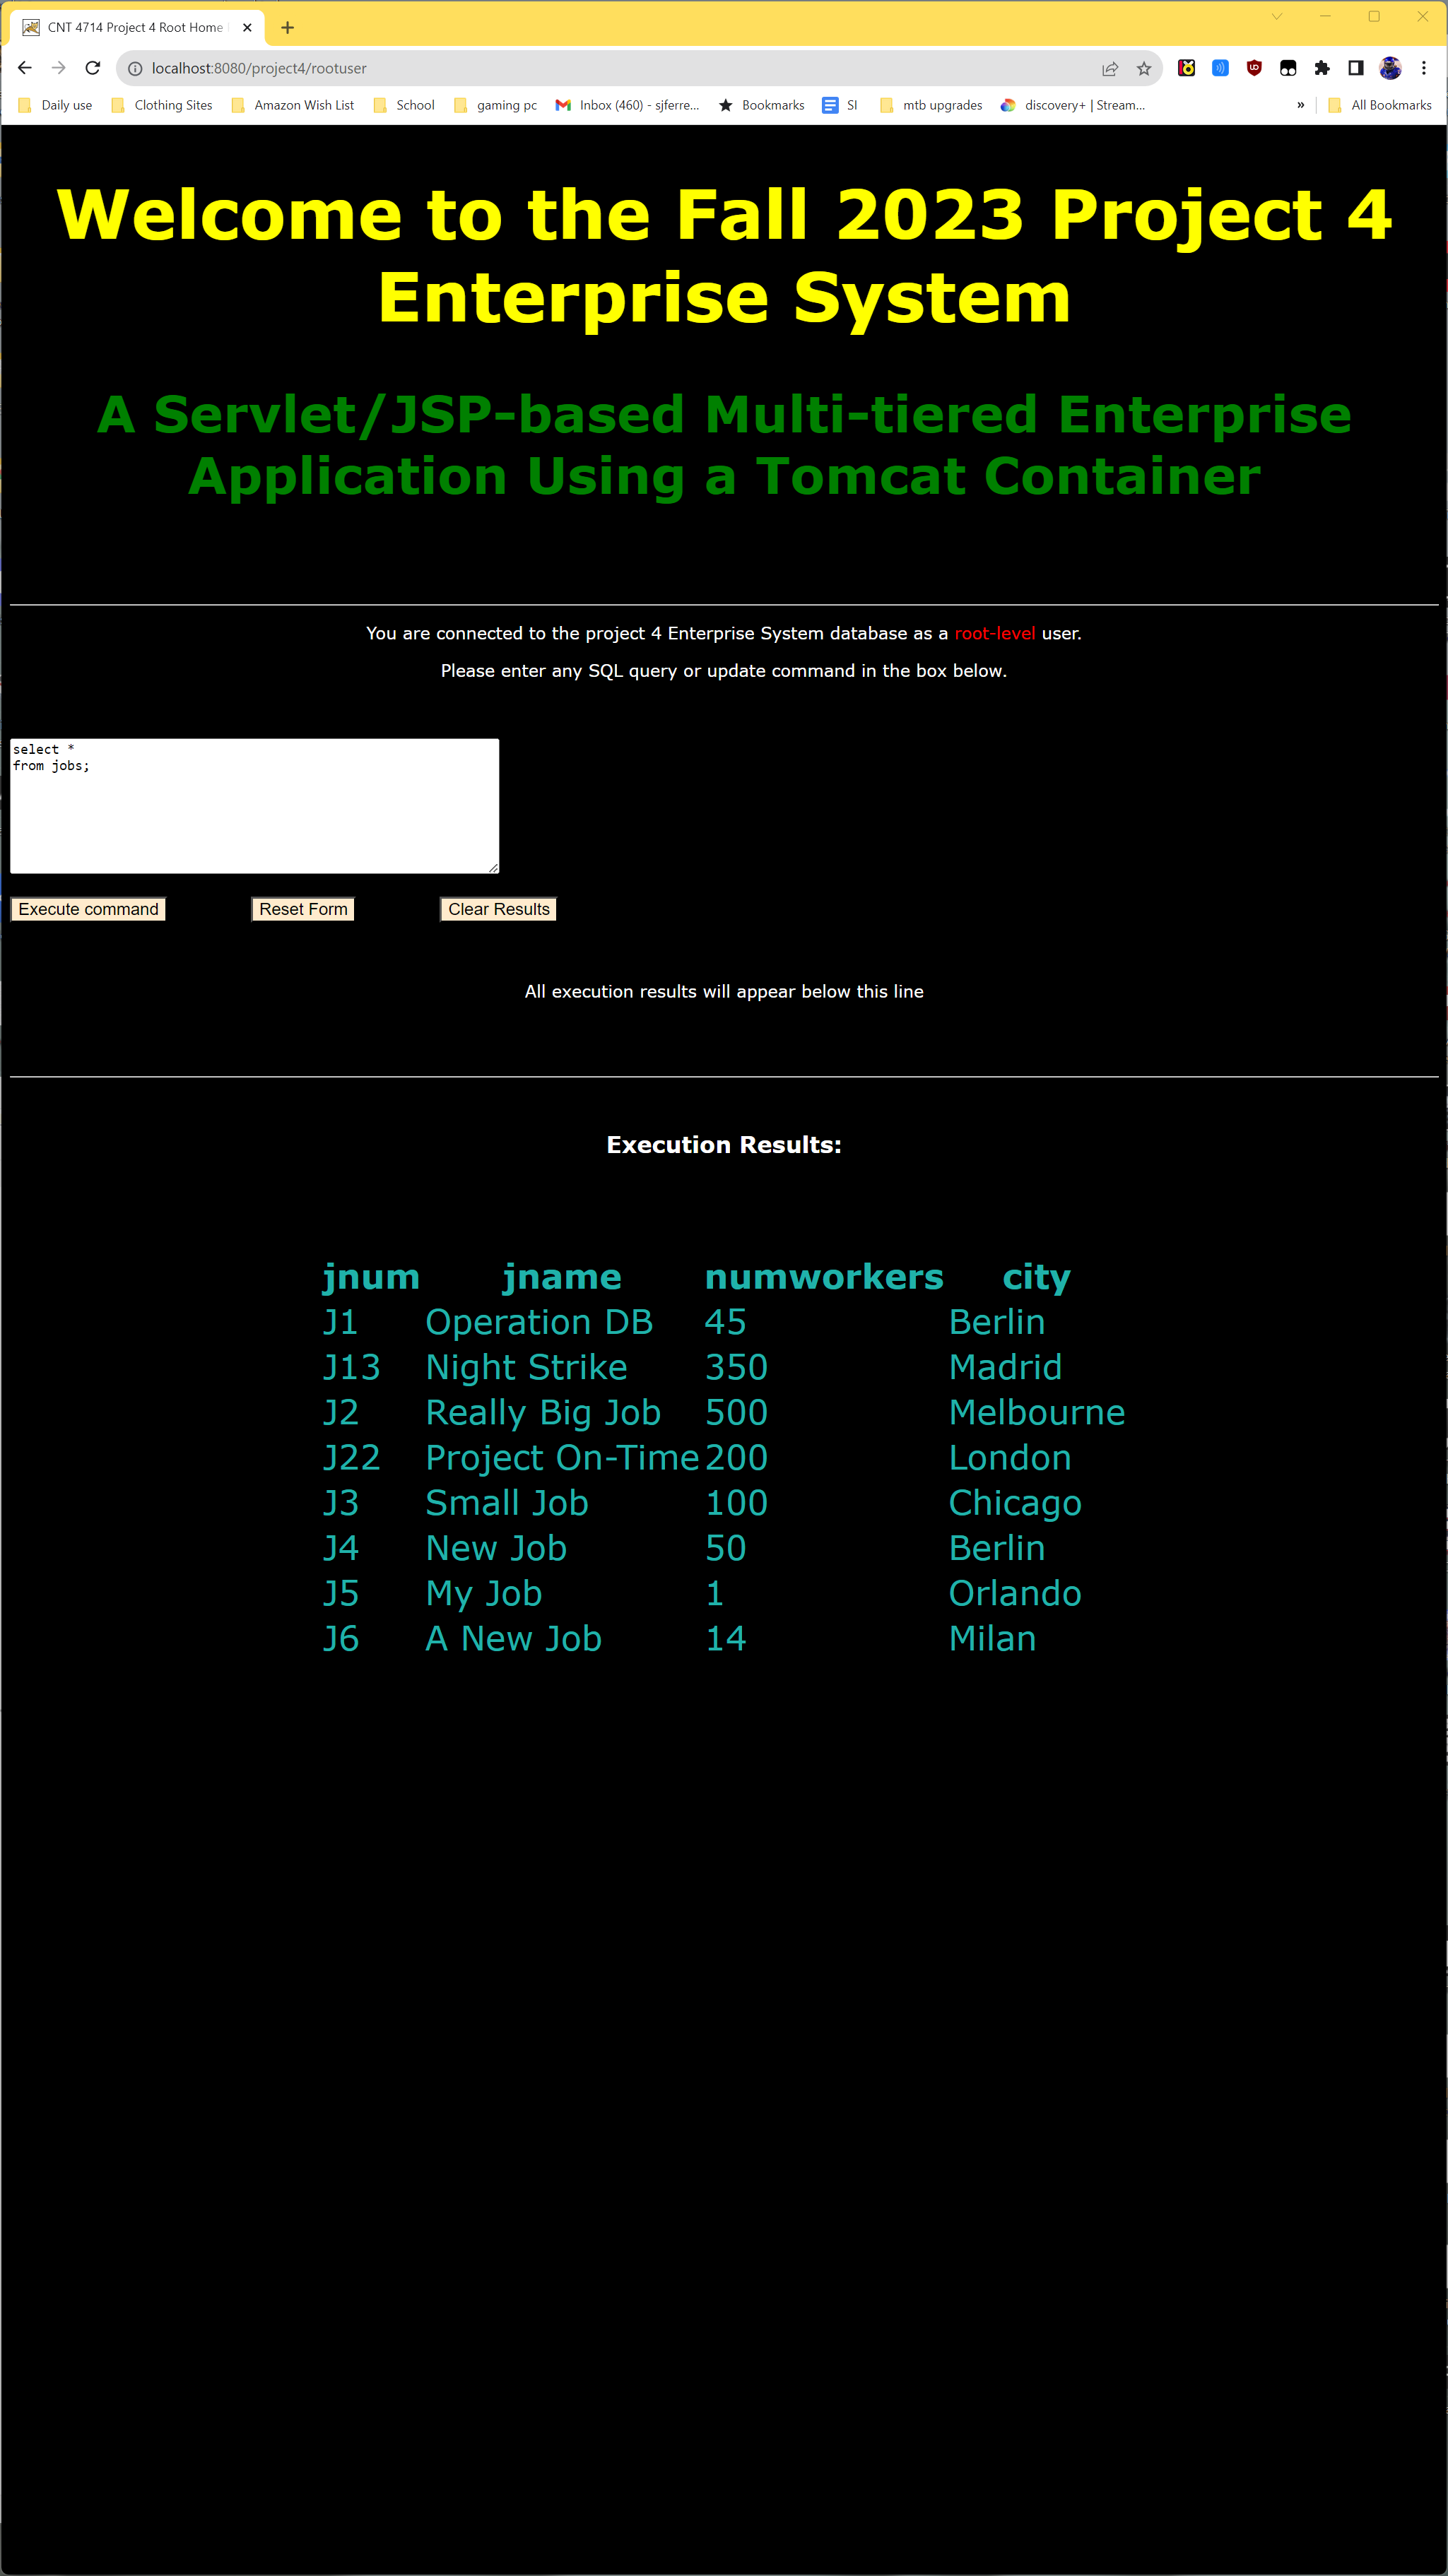 CNT 4714 Project 4 Root Home
localhost:8080/project4/rootuser
Daily use Clothing Sites Amazon Wish List School gaming pc Inbox (460) - sjferre... Bookmarks SI mtb upgrades discovery+ | Stream... » All Bookmarks
Welcome to the Fall 2023 Project 4
Enterprise System
A Servlet/JSP-based Multi-tiered Enterprise
Application Using a Tomcat Container
You are connected to the project 4 Enterprise System database as a root-level user.
Please enter any SQL query or update command in the box below.
select *
from jobs;
Execute command Reset Form Clear Results
All execution results will appear below this line
Execution Results:
jnum jname numworkers city
J1 Operation DB 45 Berlin
J13 Night Strike 350 Madrid
J2 Really Big Job 500 Melbourne
J22 Project On-Time 200 London
J3 Small Job 100 Chicago
J4 New Job 50 Berlin
J5 My Job 1 Orlando
J6 A New Job 14 Milan